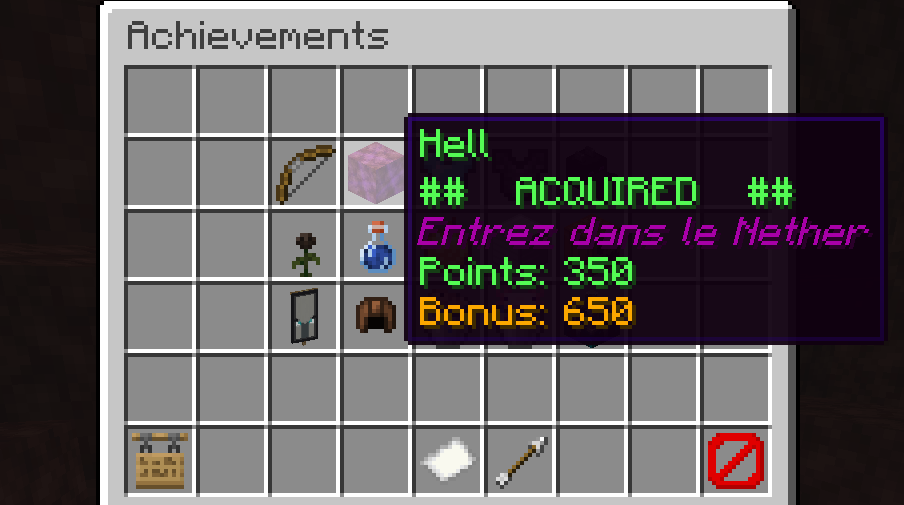 Achievements
Hell
## ACQUIRED ##
Entrez dans le Nether
Points: 350
Bonus: 650